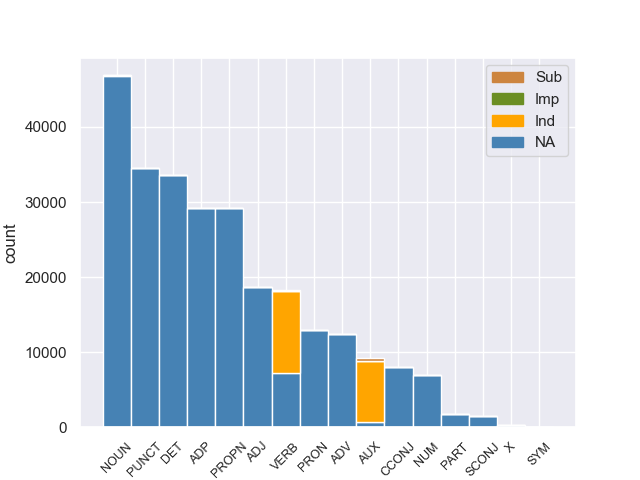 Sub
Imp
Ind
NA
count
40000
30000
20000
10000
0
NOUN
PUNCT
DET
ADP
PROPN
ADJ
VERB
PRON
ADV
AUX
CCONJ
NUM
PART
SCONJ
X
SYM